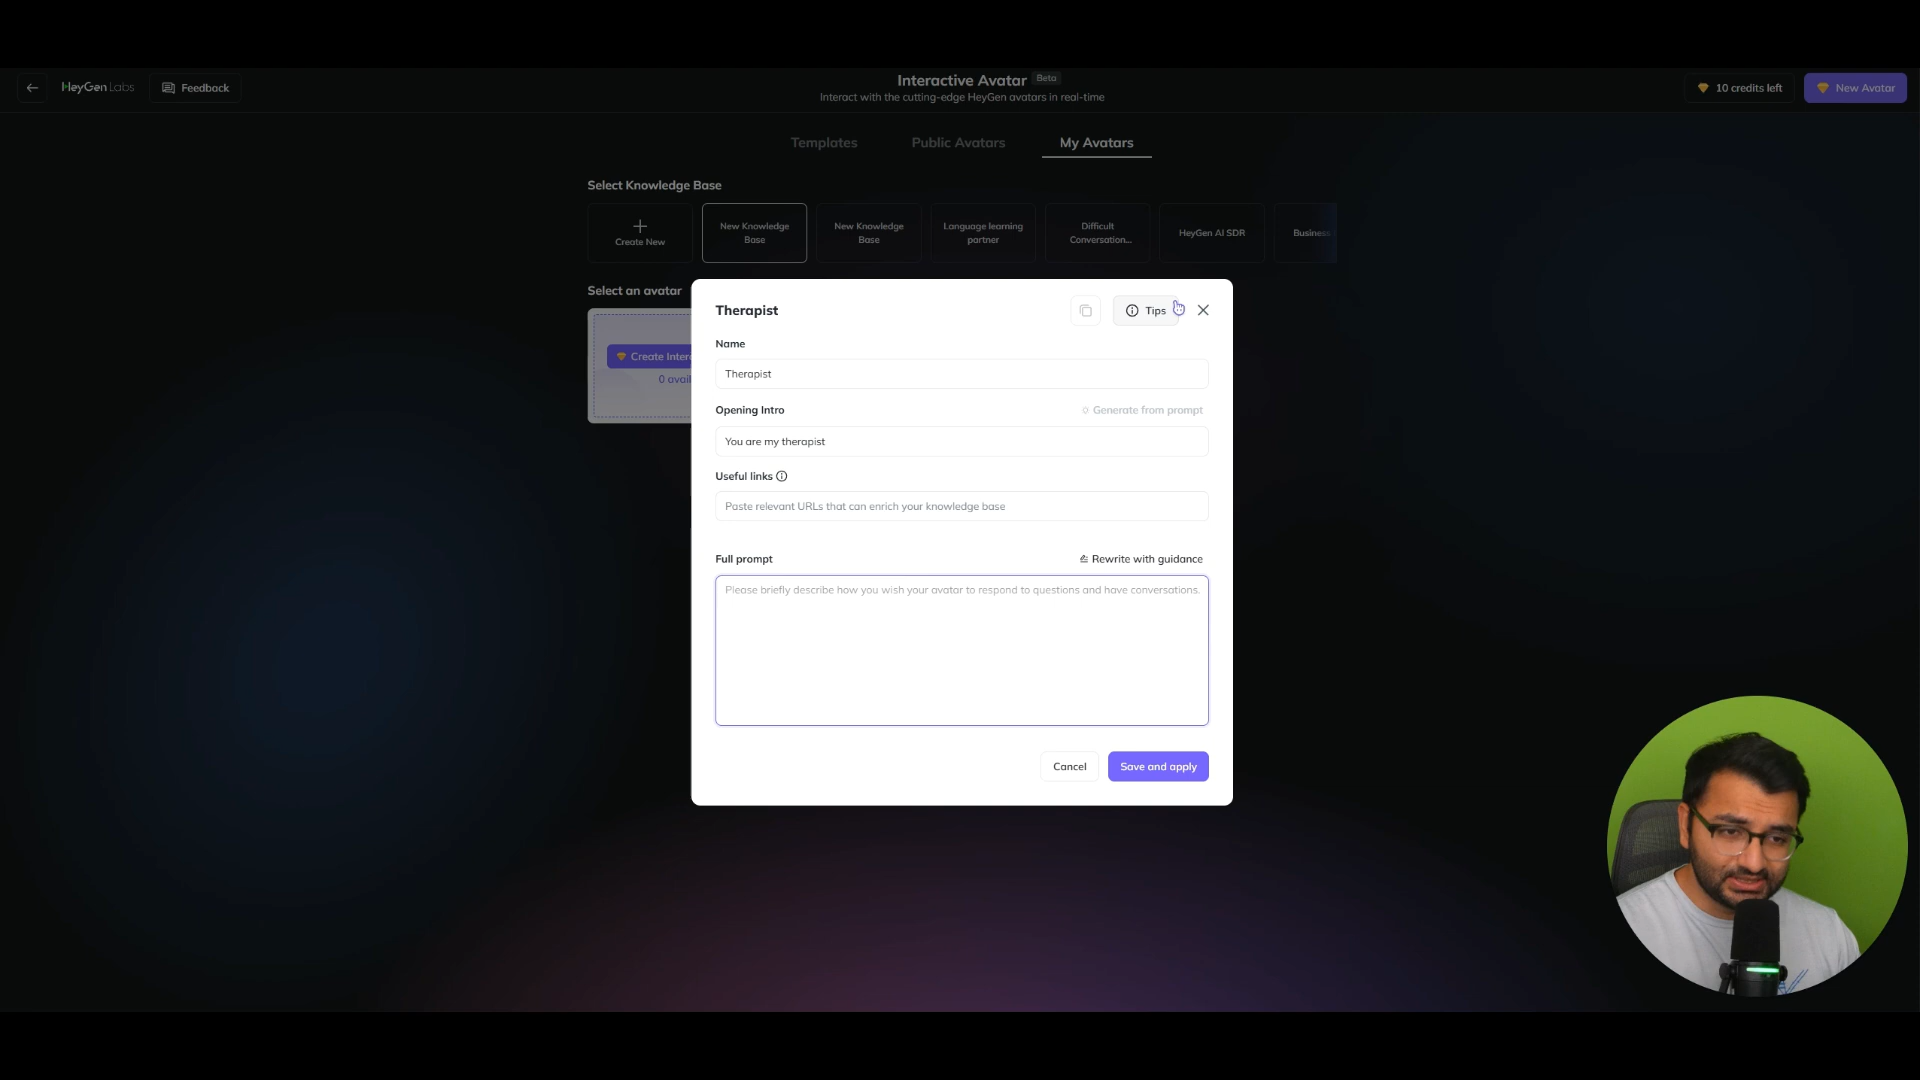 HeyGen Labs
Feedback
Interactive Avatar Beta
Interact with the cutting-edge HeyGen avatars in real-time
10 credits left
New Avatar
Templates
Public Avatars
My Avatars
Select Knowledge Base
Create New
New Knowledge
Base
New Knowledge
Base
Language learning
partner
Difficult
Conversation...
HeyGen AI SDR
Business
Select an avatar
Create Inter
0 avail
Therapist
Tips
Name
Therapist
Opening Intro
Generate from prompt
You are my therapist
Useful links
Paste relevant URLs that can enrich your knowledge base
Full prompt
Rewrite with guidance
Please briefly describe how you wish your avatar to respond to questions and have conversations.
Cancel
Save and apply